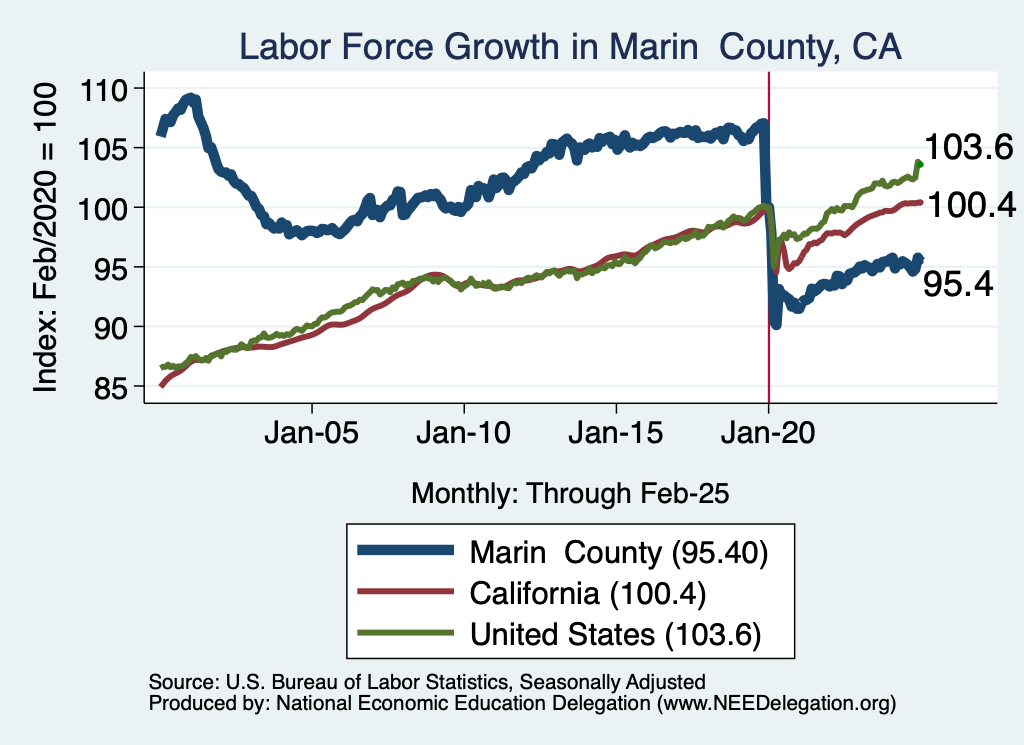 Labor Force Growth in Marin  County, CA
Index: Feb/2020 = 100
110
105
100
95
90
85
103.6
100.4
95.4
Jan-05
Jan-10
Jan-15
Jan-20
Monthly: Through Feb-25
Marin  County (95.40)
California (100.4)
United States (103.6)
Source: U.S. Bureau of Labor Statistics, Seasonally Adjusted
Produced by: National Economic Education Delegation (www.NEEDelegation.org)